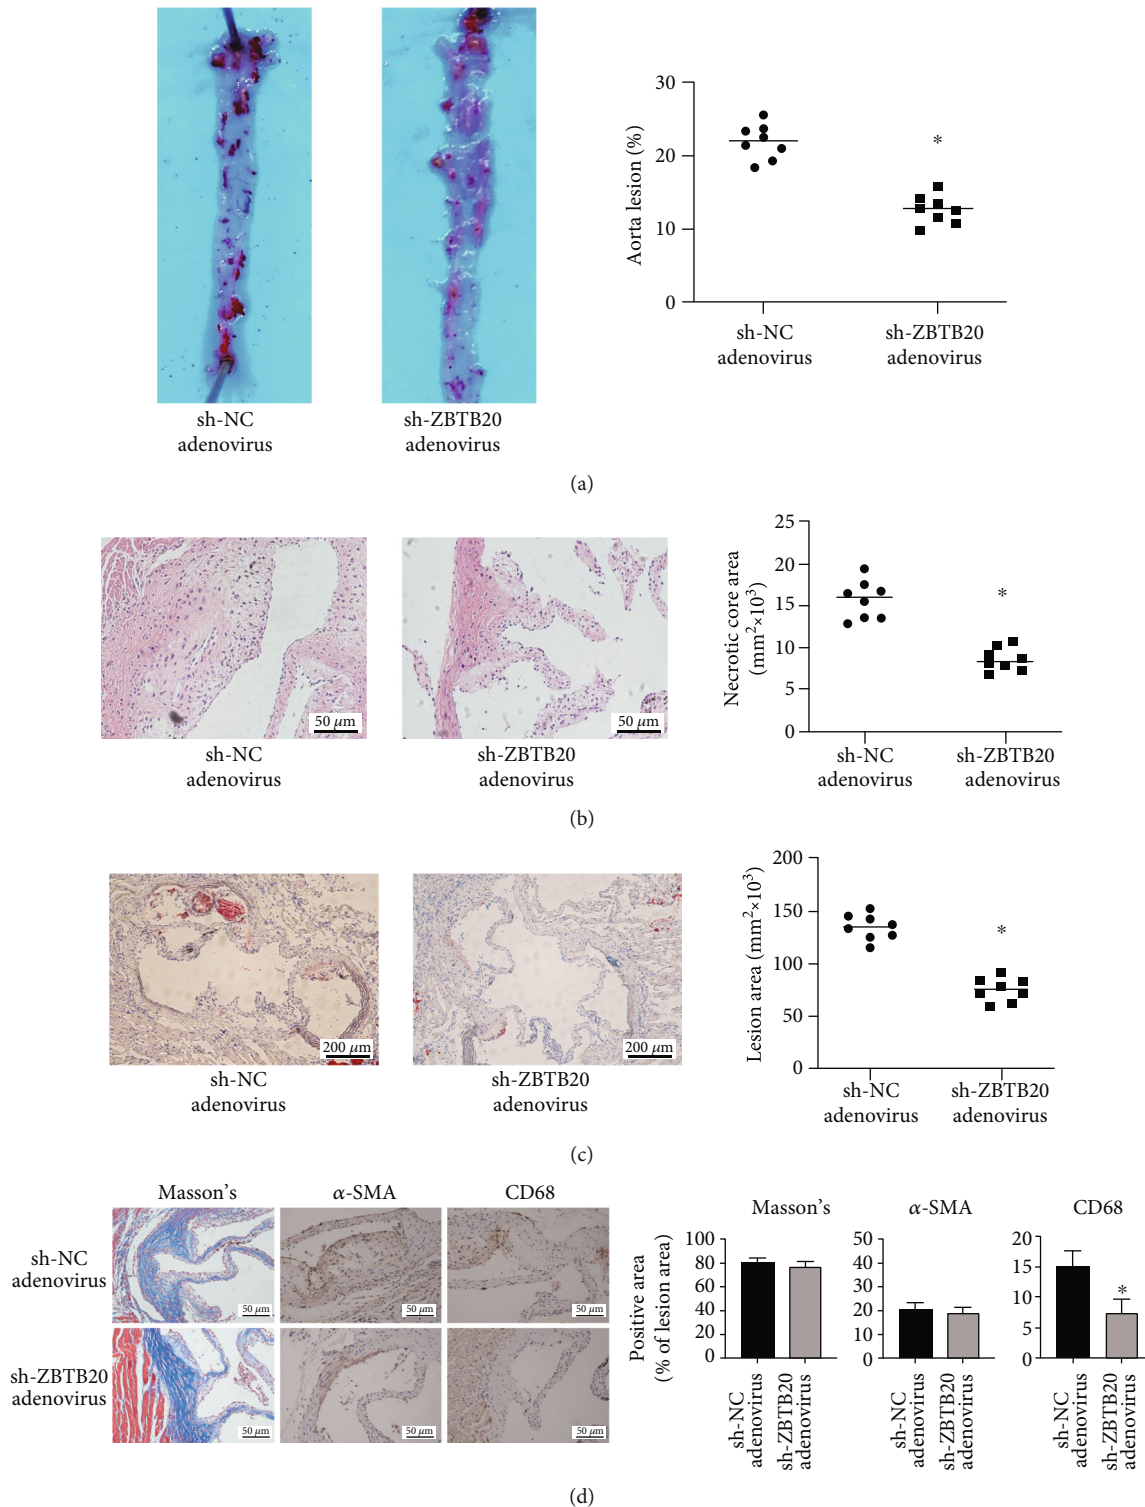 sh-NC
adenovirus
sh-ZBTB20
adenovirus
Aorta lesion (%)
30
20
10
0
*
sh-NC
adenovirus
sh-ZBTB20
adenovirus
(a)
50 μm
sh-NC
adenovirus
50 μm
sh-ZBTB20
adenovirus
Necrotic core area
(mm²×10³)
25
20
15
10
5
0
*
sh-NC
adenovirus
sh-ZBTB20
adenovirus
(b)
200 μm
sh-NC
adenovirus
200 μm
sh-ZBTB20
adenovirus
Lesion area (mm²×10³)
200
150
100
50
0
*
sh-NC
adenovirus
sh-ZBTB20
adenovirus
(c)
Masson's
α-SMA
CD68
sh-NC
adenovirus
50 μm
50 μm
50 μm
sh-ZBTB20
adenovirus
50 μm
50 μm
50 μm
Positive area
(% of lesion area)
Masson's
100
80
60
40
20
0
sh-NC
adenovirus
sh-ZBTB20
adenovirus
α-SMA
50
40
30
20
10
0
sh-NC
adenovirus
sh-ZBTB20
adenovirus
CD68
20
15
10
5
0
*
sh-NC
adenovirus
sh-ZBTB20
adenovirus
(d)